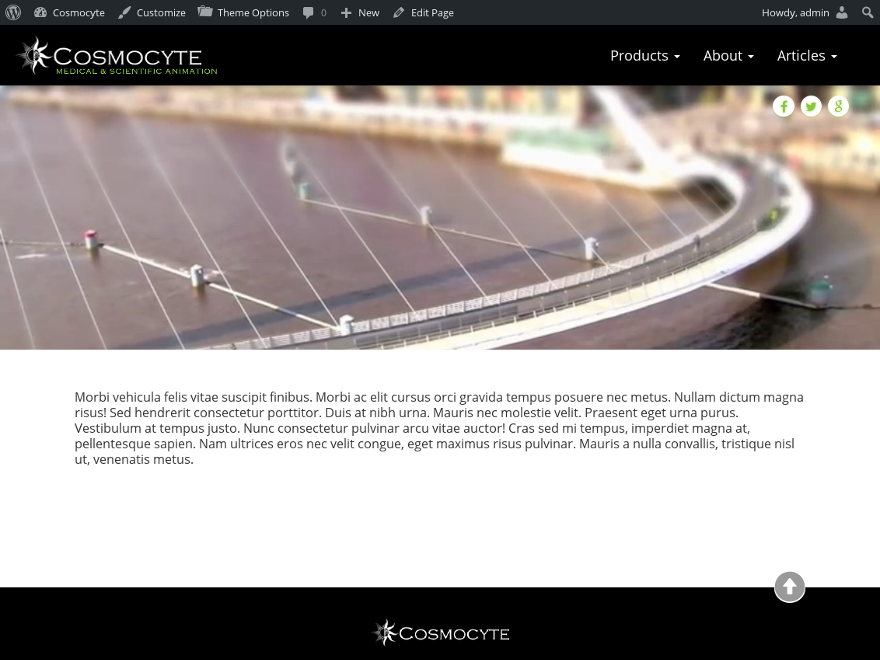 Cosmocyte Customize Theme Options 0 New Edit Page Howdy, admin
COSMOCYTE
MEDICAL & SCIENTIFIC ANIMATION
Products About Articles
Morbi vehicula felis vitae suscipit finibus. Morbi ac elit cursus orci gravida tempus posuere nec metus. Nullam dictum magna
risus! Sed hendrerit consectetur porttitor. Duis at nibh urna. Mauris nec molestie velit. Praesent eget urna purus.
Vestibulum at tempus justo. Nunc consectetur pulvinar arcu vitae auctor! Cras sed mi tempus, imperdiet magna at,
pellentesque sapien. Nam ultrices eros nec velit congue, eget maximus risus pulvinar. Mauris a nulla convallis, tristique nisl
ut, venenatis metus.
COSMOCYTE